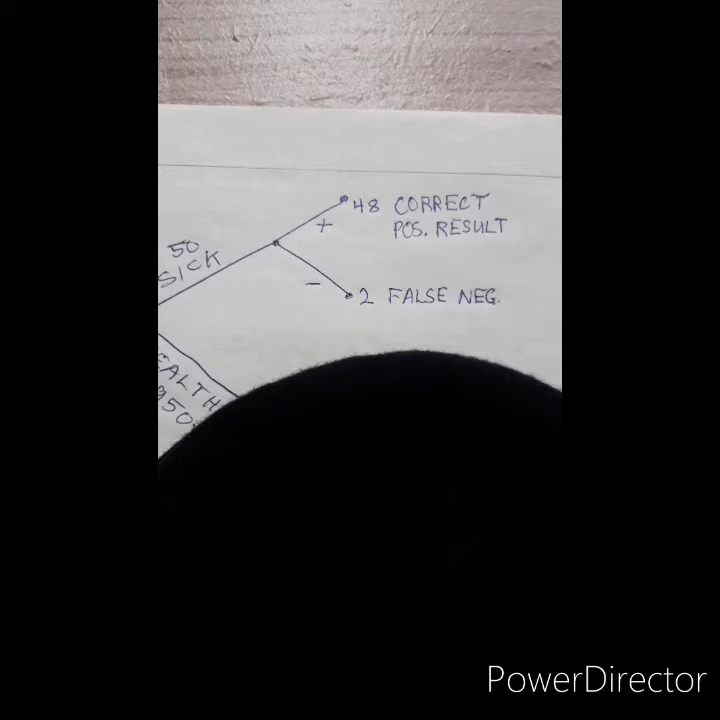 48 CORRECT
POS. RESULT
+
50
SICK
-
2 FALSE NEG.
PowerDirector